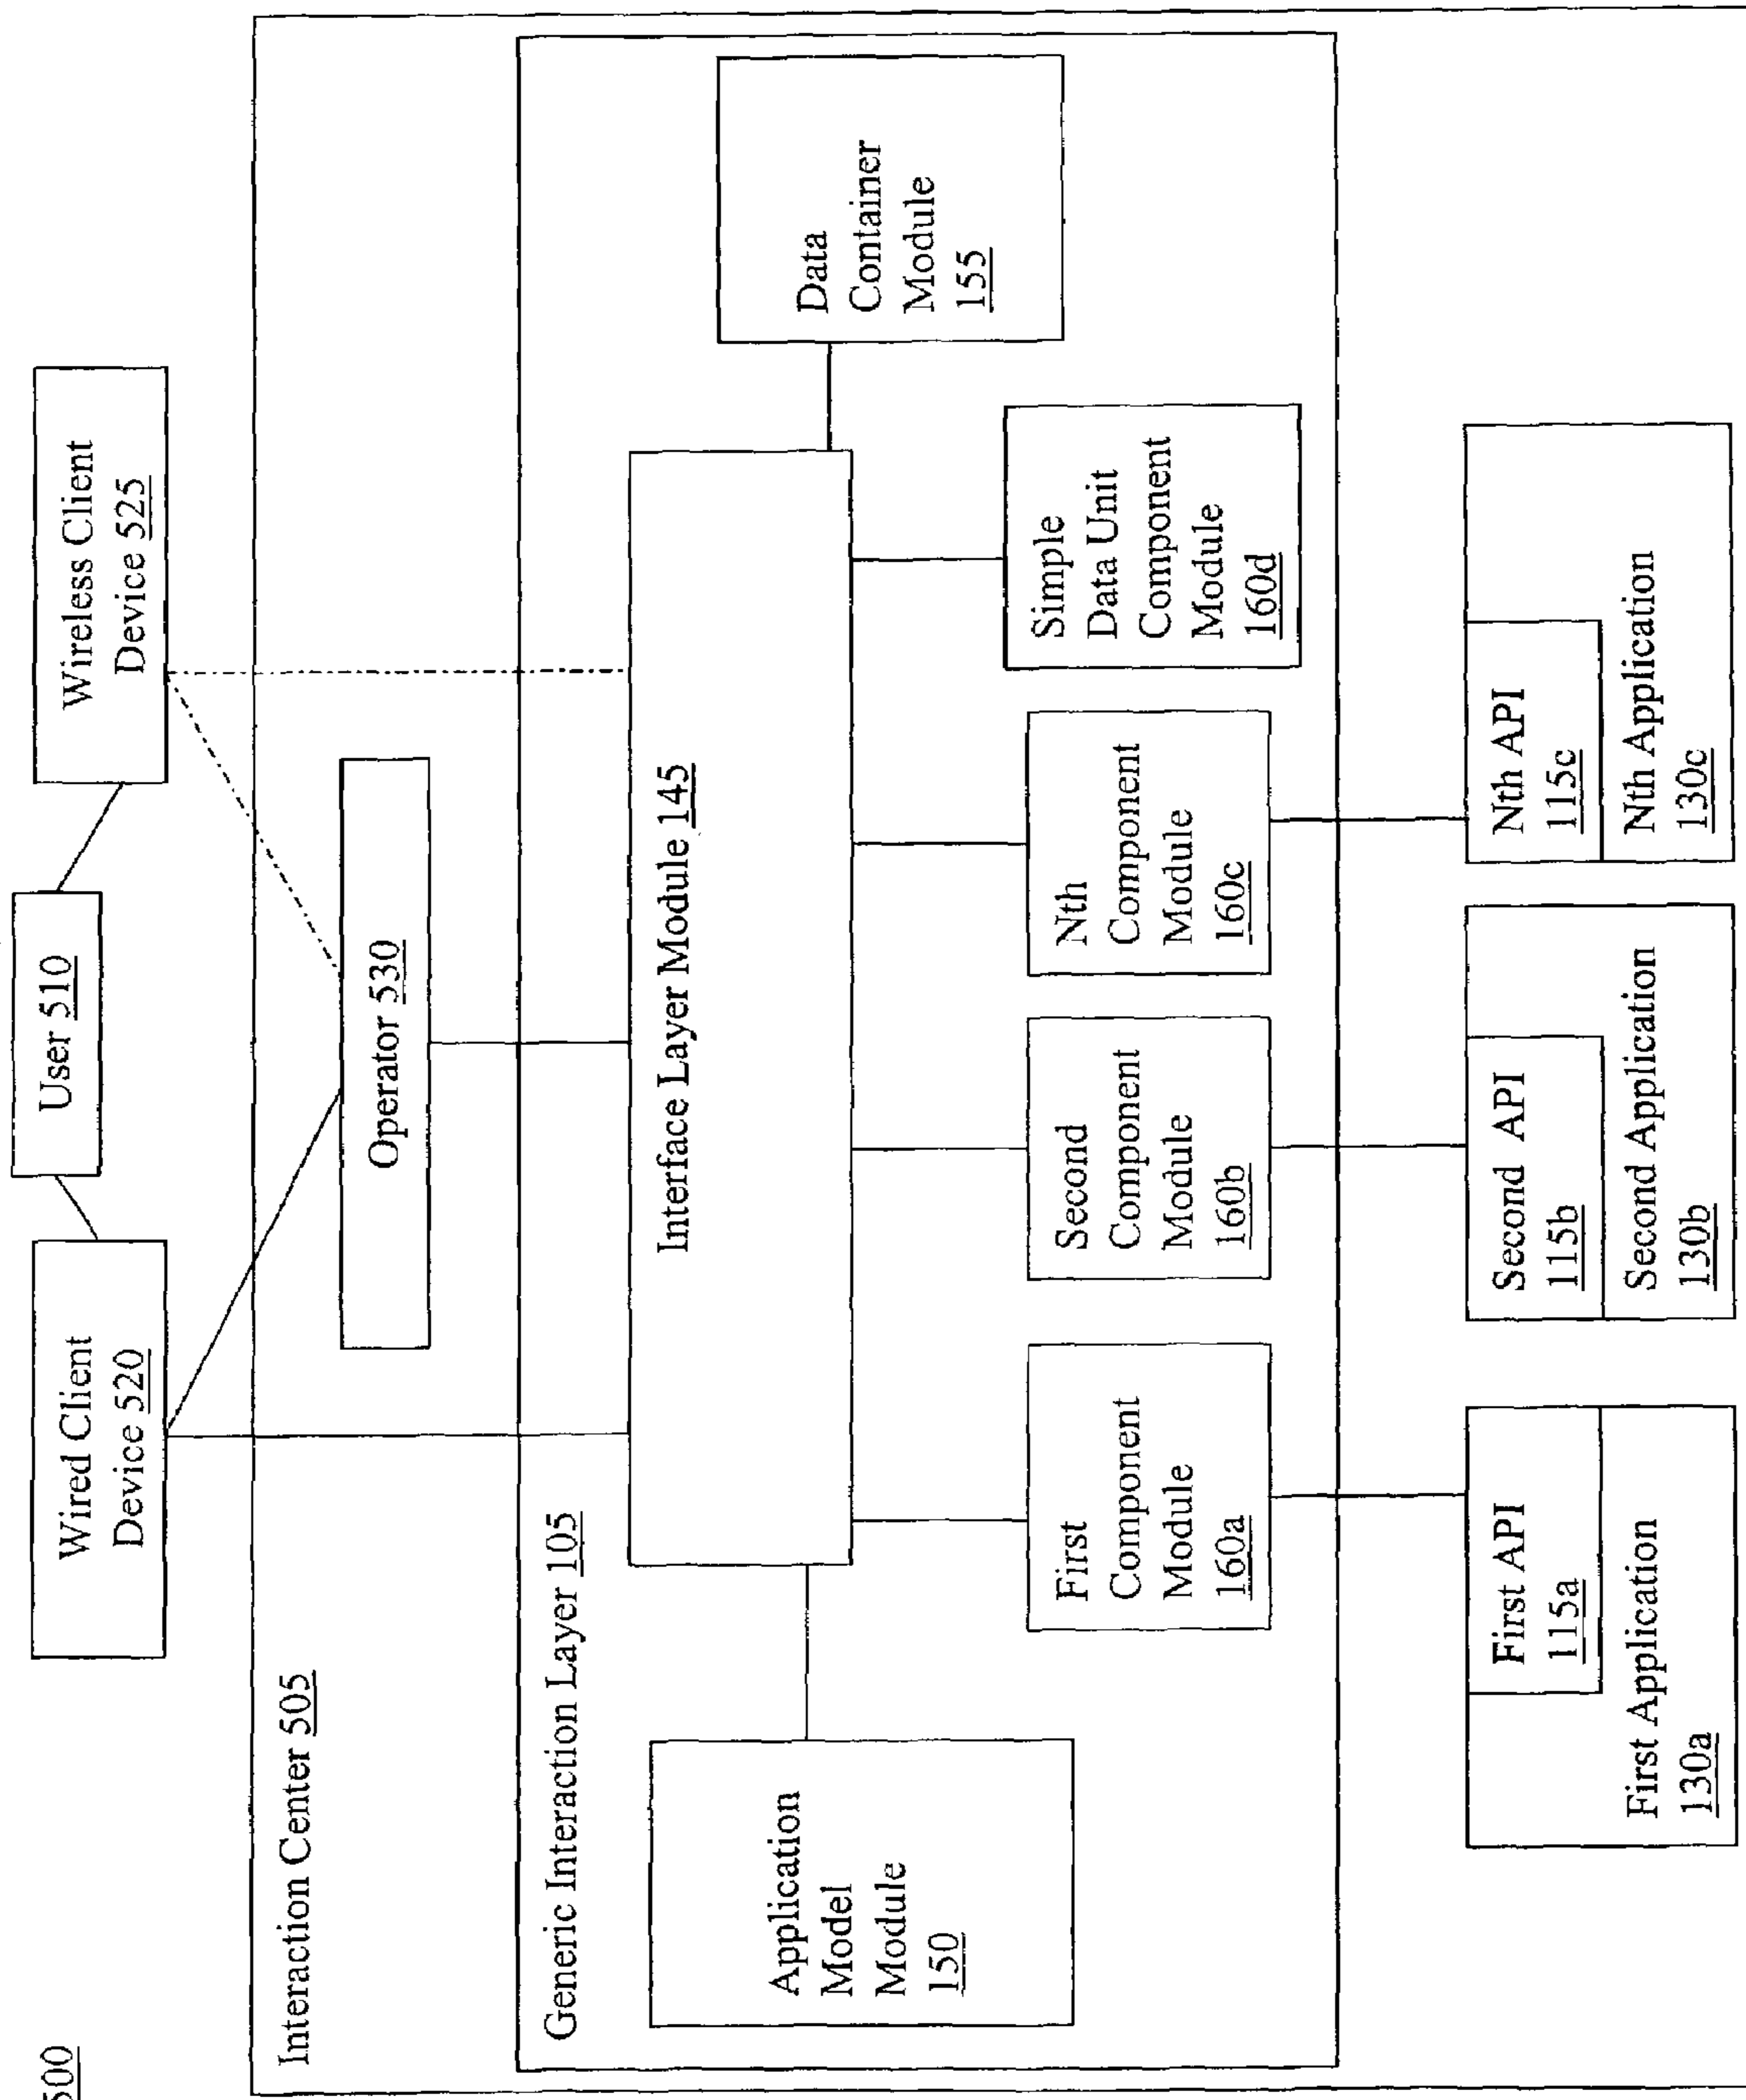 500
User 510
Wired Client
Device 520
Wireless Client
Device 525
Interaction Center 505
Operator 530
Generic Interaction Layer 105
Interface Layer Module 145
Application
Model
Module
150
Data
Container
Module
155
First
Component
Module
160a
Second
Component
Module
160b
Nth
Component
Module
160c
Simple
Data Unit
Component
Module
160d
First API
115a
First Application
130a
Second API
115b
Second Application
130b
Nth API
115c
Nth Application
130c